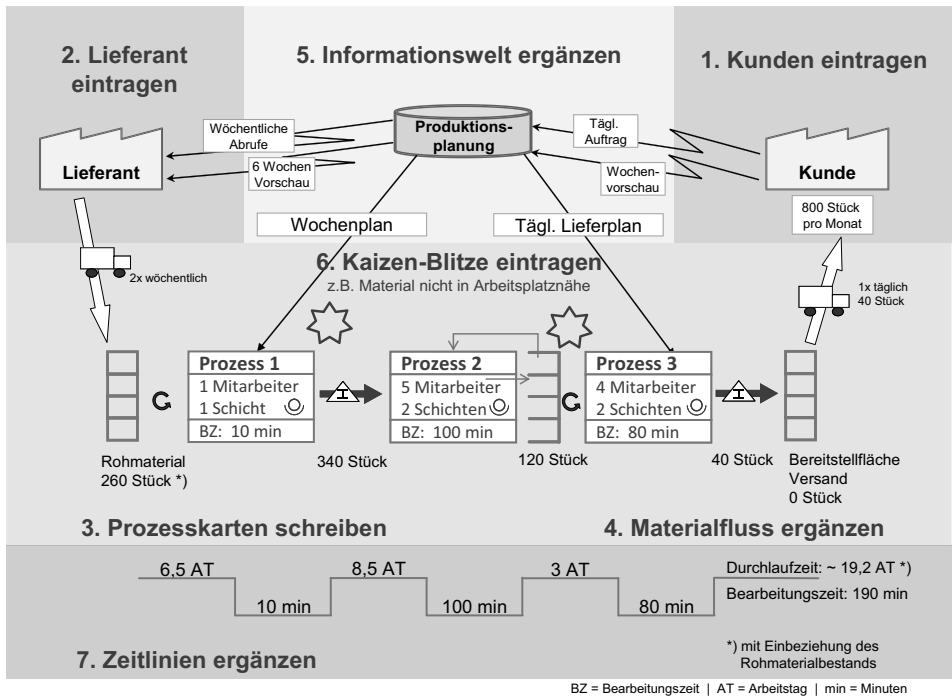 2. Lieferant
eintragen
5. Informationswelt ergänzen
1. Kunden eintragen
Lieferant
Wöchentliche
Abrufe
6 Wochen
Vorschau
Produktions-
planung
Tägl.
Auftrag
Wochen-
vorschau
Kunde
800 Stück
pro Monat
Wochenplan
Tägl. Lieferplan
2x wöchentlich
6. Kaizen-Blitze eintragen
z.B. Material nicht in Arbeitsplatznähe
1x täglich
40 Stück
Prozess 1
1 Mitarbeiter
1 Schicht
BZ: 10 min
Prozess 2
5 Mitarbeiter
2 Schichten
BZ: 100 min
Prozess 3
4 Mitarbeiter
2 Schichten
BZ: 80 min
I
I
Rohmaterial
260 Stück *)
340 Stück
120 Stück
40 Stück
Bereitstellfläche
Versand
0 Stück
3. Prozesskarten schreiben
4. Materialfluss ergänzen
6,5 AT
10 min
8,5 AT
100 min
3 AT
80 min
Durchlaufzeit: ~ 19,2 AT *)
Bearbeitungszeit: 190 min
7. Zeitlinien ergänzen
*) mit Einbeziehung des
Rohmaterialbestands
BZ = Bearbeitungszeit | AT = Arbeitstag | min = Minuten